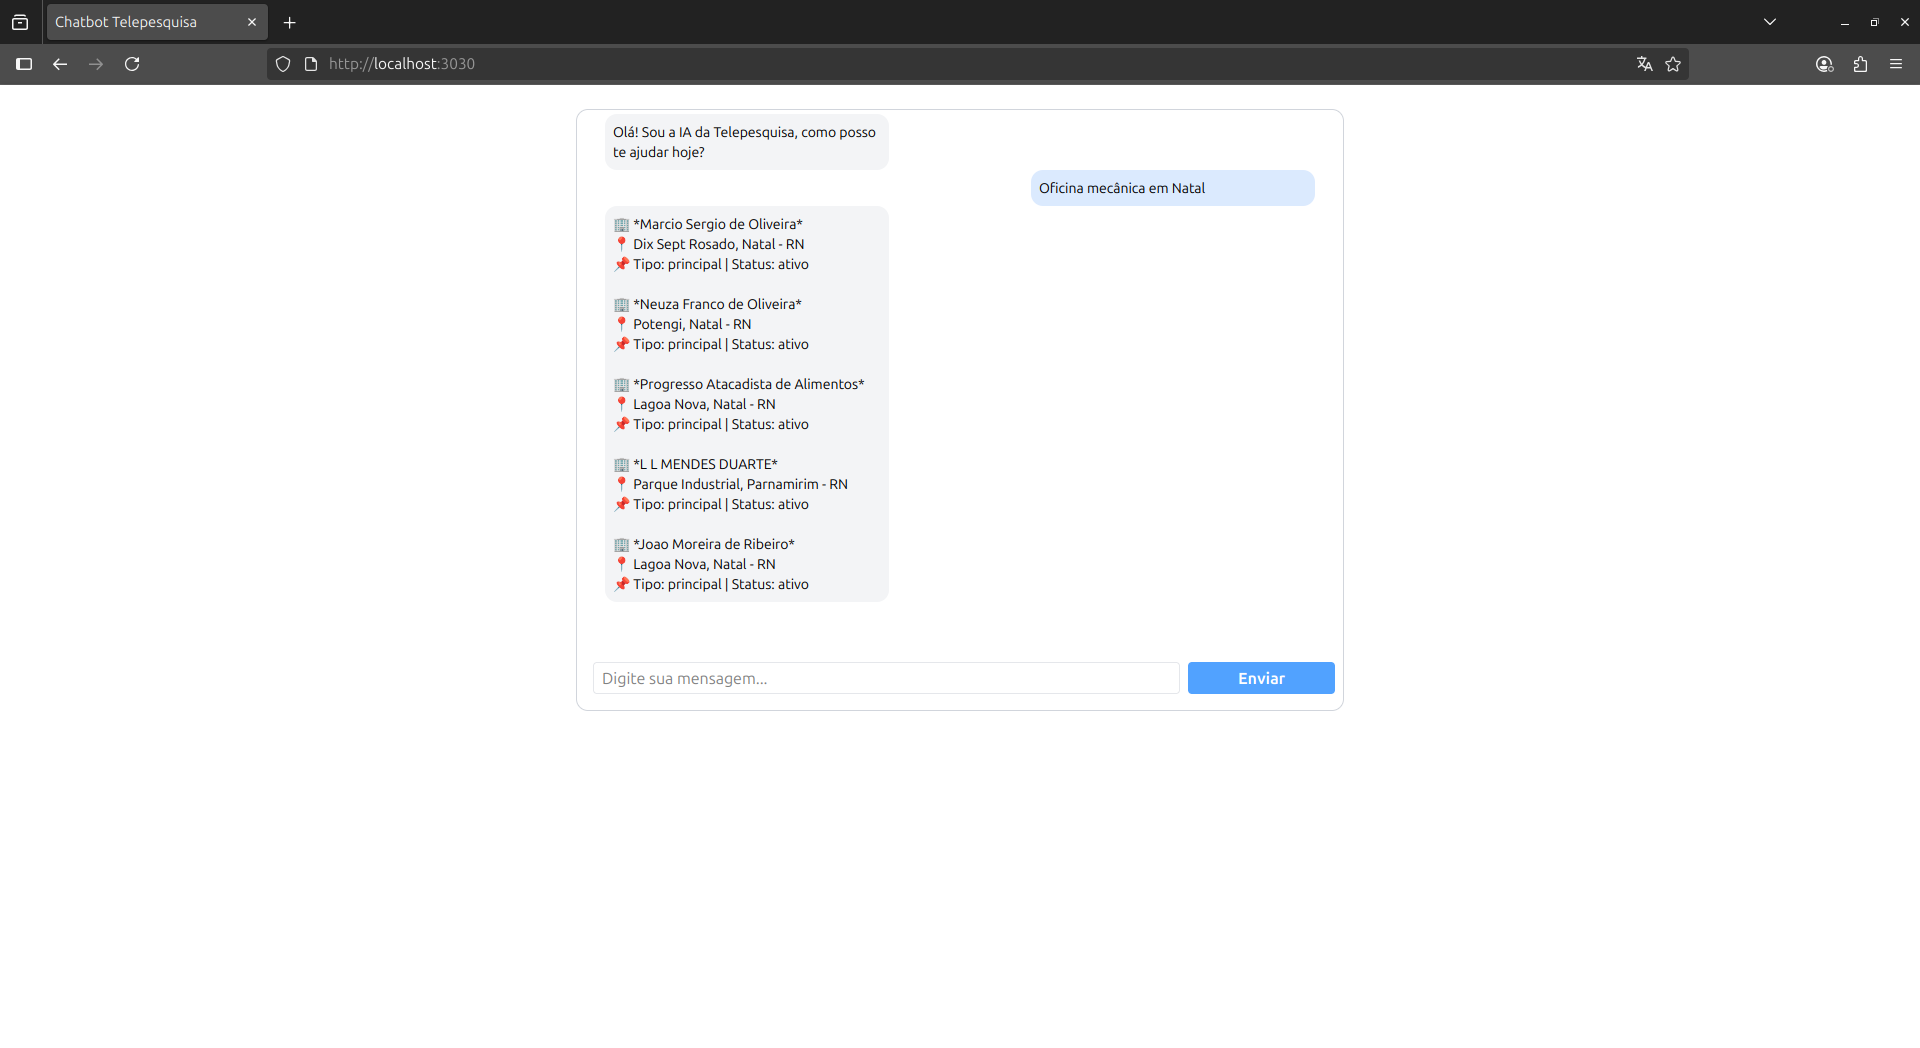 Chatbot Telepesquisa
http://localhost:3030
Olá! Sou a IA da Telepesquisa, como posso
te ajudar hoje?
Oficina mecânica em Natal
🏢 *Marcio Sergio de Oliveira*
📍 Dix Sept Rosado, Natal - RN
📌 Tipo: principal | Status: ativo
🏢 *Neuza Franco de Oliveira*
📍 Potengi, Natal - RN
📌 Tipo: principal | Status: ativo
🏢 *Progresso Atacadista de Alimentos*
📍 Lagoa Nova, Natal - RN
📌 Tipo: principal | Status: ativo
🏢 *L L MENDES DUARTE*
📍 Parque Industrial, Parnamirim - RN
📌 Tipo: principal | Status: ativo
🏢 *Joao Moreira de Ribeiro*
📍 Lagoa Nova, Natal - RN
📌 Tipo: principal | Status: ativo
Digite sua mensagem...
Enviar